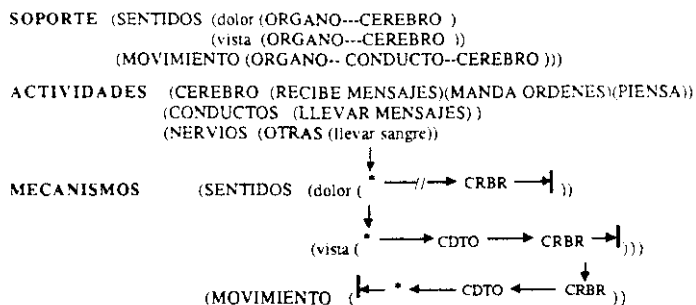 SOPORTE (SENTIDOS (dolor (ORGANO---CEREBRO )
(vista (ORGANO---CEREBRO ))
(MOVIMIENTO (ORGANO-- CONDUCTO--CEREBRO )))
ACTIVIDADES (CEREBRO (RECIBE MENSAJES)(MANDA ORDENES)(PIENSA))
(CONDUCTOS (LLEVAR MENSAJES) )
(NERVIOS (OTRAS (llevar sangre))
MECANISMOS (SENTIDOS (dolor ( * —//→ CRBR → ))
(vista ( * → CDTO → CRBR → )))
(MOVIMIENTO ( ← * ← CDTO ← CRBR ))